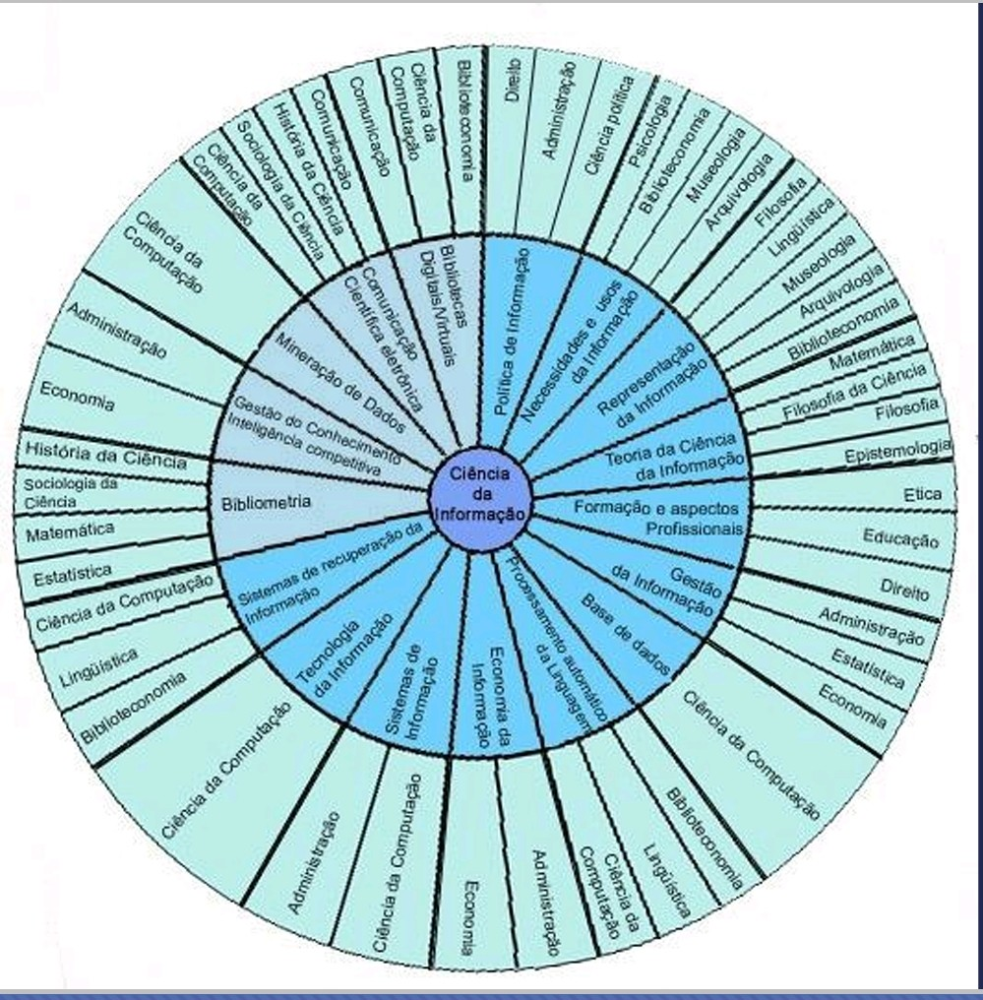 Ciência
da
Informação
Política de Informação
Necessidades e usos
da Informação
Representação
da Informação
Teoria da Ciência
da Informação
Formação e aspectos
Profissionais
Gestão
da Informação
Base de dados
Processamento automático
da Linguagem
Economia da
Informação
Sistemas de
Informação
Tecnologia
da Informação
Sistemas de recuperação da
Informação
Bibliometria
Gestão do Conhecimento
Inteligência competitiva
Mineração de Dados
Comunicação
Científica eletrônica
Bibliotecas
Digitais/Virtuais
Direito
Administração
Ciência política
Psicologia
Biblioteconomia
Museologia
Arquivologia
Filosofia
Lingüística
Museologia
Arquivologia
Biblioteconomia
Matemática
Filosofia da Ciência
Filosofia
Epistemologia
Etica
Educação
Direito
Administração
Estatística
Economia
Ciência da Computação
Biblioteconomia
Lingüística
Ciência da
Computação
Administração
Economia
Ciência da Computação
Administração
Ciência da Computação
Biblioteconomia
Lingüística
Ciência da Computação
Estatística
Matemática
Sociologia da
Ciência
História da Ciência
Economia
Administração
Ciência da
Computação
Ciência da
Computação
Sociologia da Ciência
História da Ciência
Comunicação
Comunicação
Ciência da
Computação
Biblioteconomia